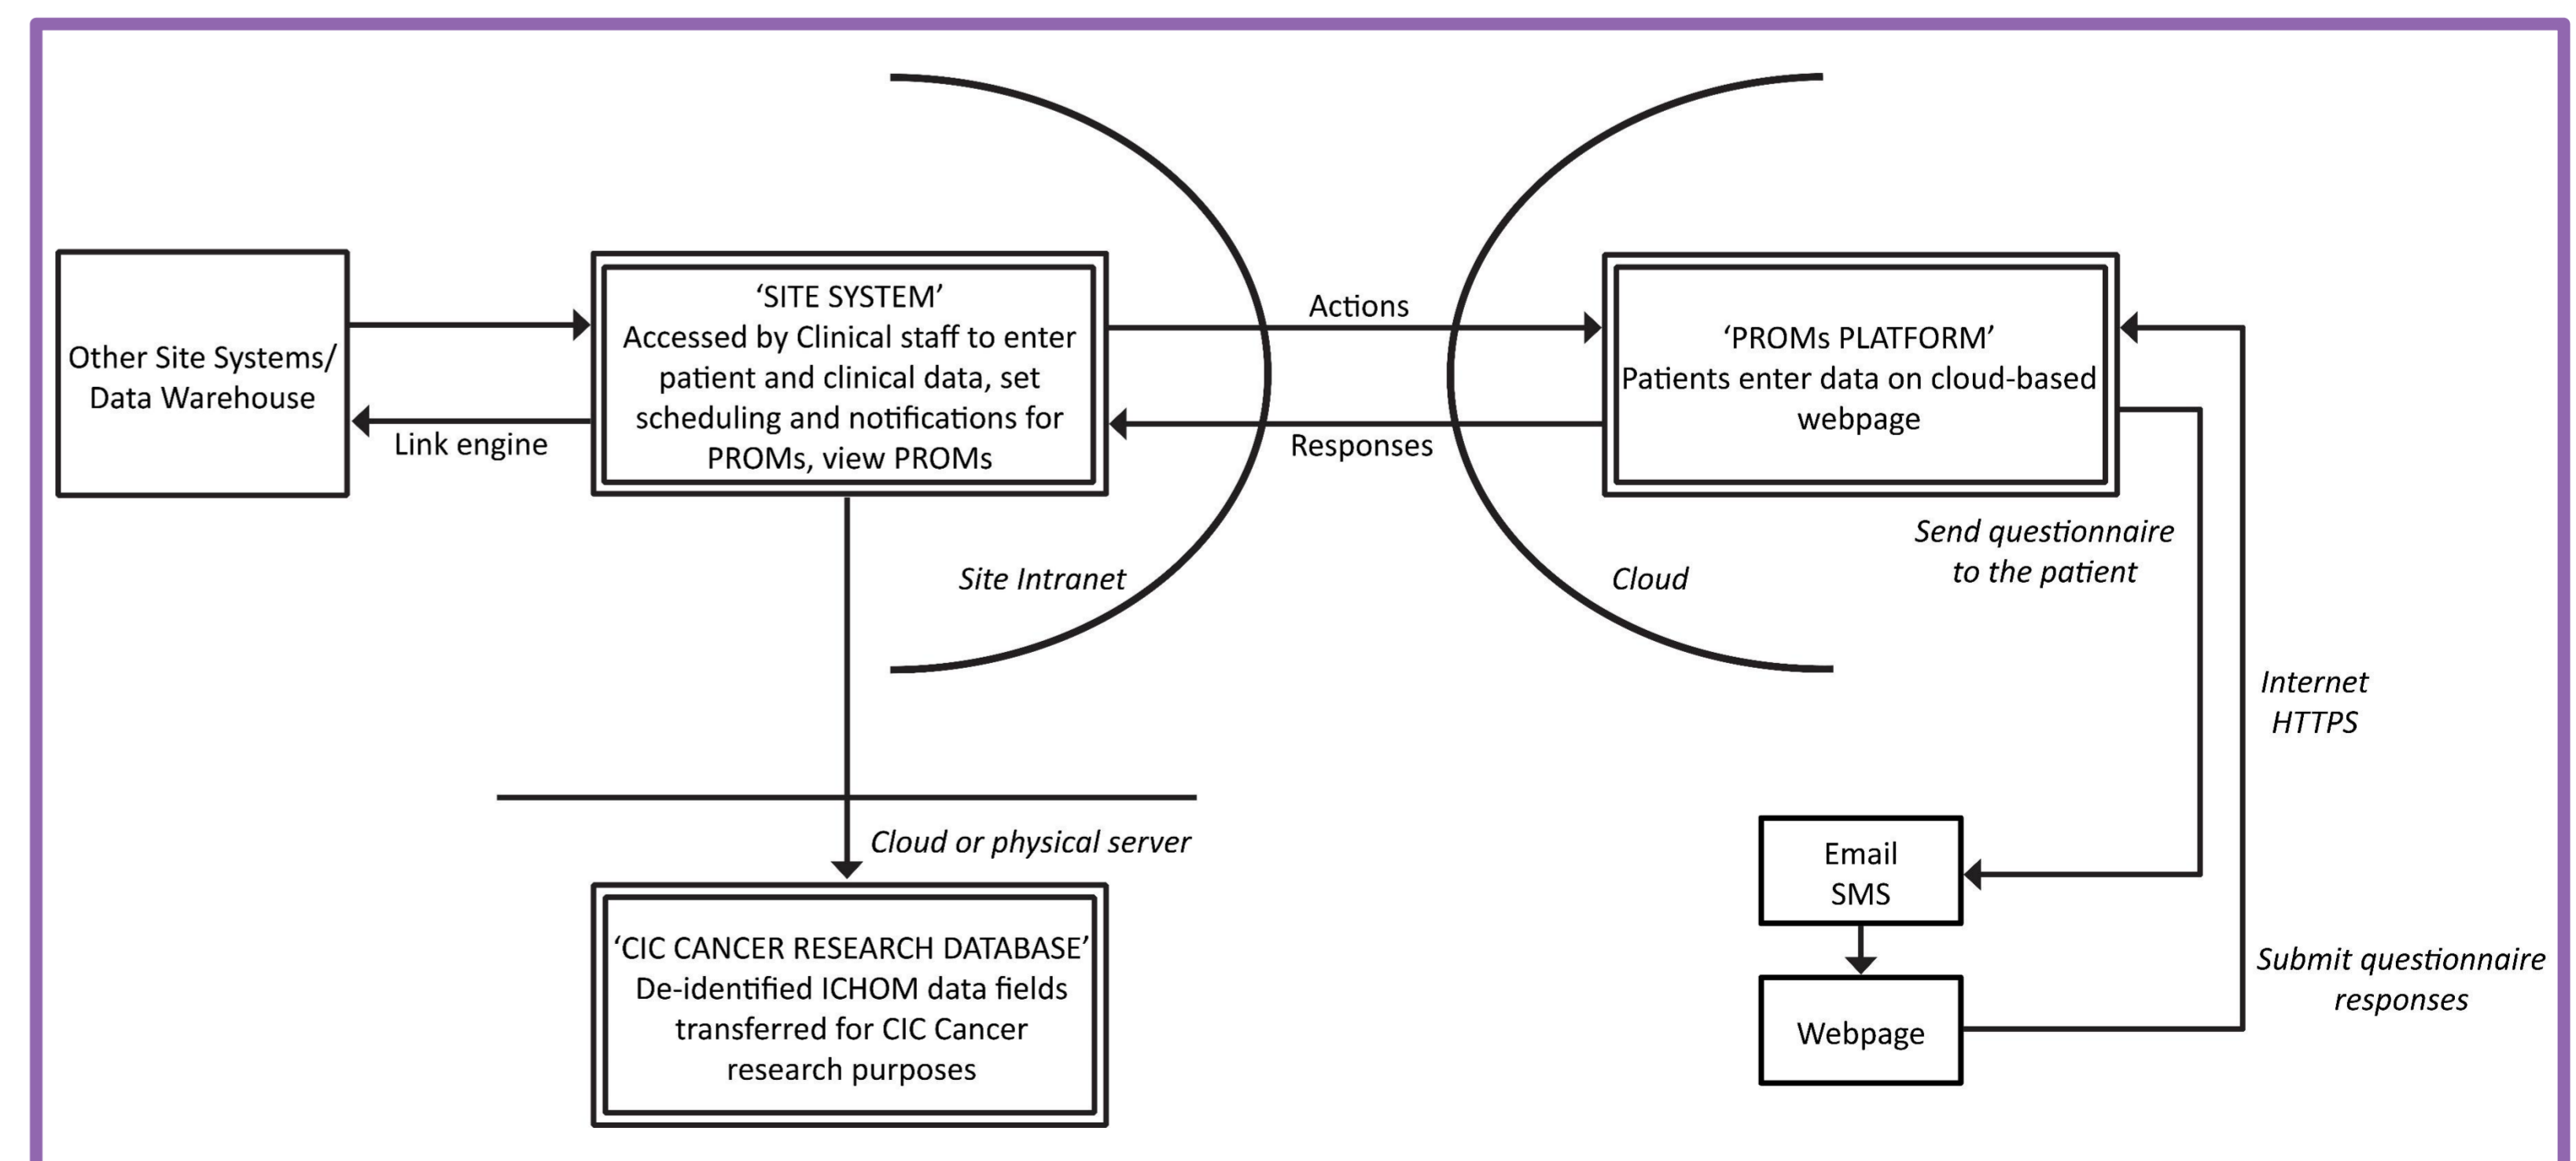 Other Site Systems/
Data Warehouse
Link engine
‘SITE SYSTEM’
Accessed by Clinical staff to enter
patient and clinical data, set
scheduling and notifications for
PROMs, view PROMs
Actions
Responses
‘PROMs PLATFORM’
Patients enter data on cloud-based
webpage
Site Intranet
Cloud
Send questionnaire
to the patient
Internet
HTTPS
Cloud or physical server
Email
SMS
‘CIC CANCER RESEARCH DATABASE’
De-identified ICHOM data fields
transferred for CIC Cancer
research purposes
Webpage
Submit questionnaire
responses